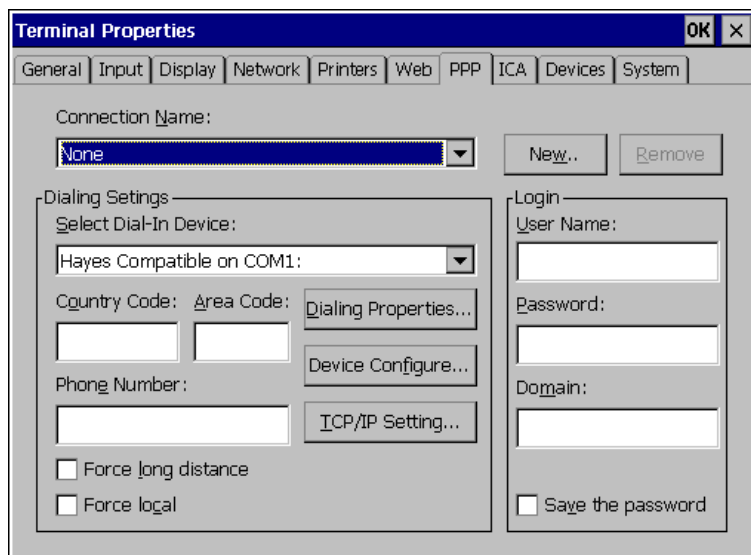 Terminal Properties OK ×
General Input Display Network Printers Web PPP ICA Devices System
Connection Name:
None New.. Remove
Dialing Setings Login
Select Dial-In Device: User Name:
Hayes Compatible on COM1:
Country Code: Area Code: Dialing Properties... Password:
Device Configure...
Phone Number: Domain:
TCP/IP Setting...
Force long distance
Force local Save the password